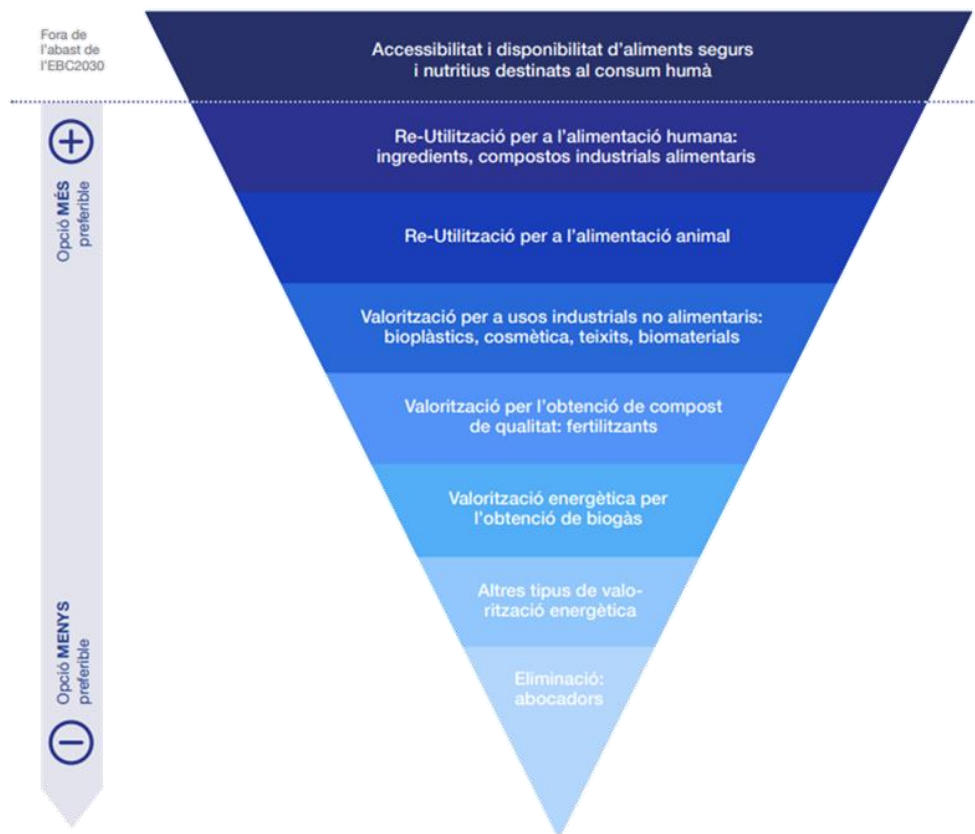 Fora de
l'abast de
l'EBC2030
Accessibilitat i disponibilitat d'aliments segurs
i nutritius destinats al consum humà
Opció MÉS
preferible
Re-Utilització per a l'alimentació humana:
ingredients, compostos industrials alimentaris
Re-Utilització per a l'alimentació animal
Valorització per a usos industrials no alimentaris:
bioplàstics, cosmètica, teixits, biomaterials
Valorització per l'obtenció de compost
de qualitat: fertilitzants
Valorització energètica per
l'obtenció de biogàs
Altres tipus de valo-
rització energètica
Eliminació:
abocadors
Opció MENYS
preferible